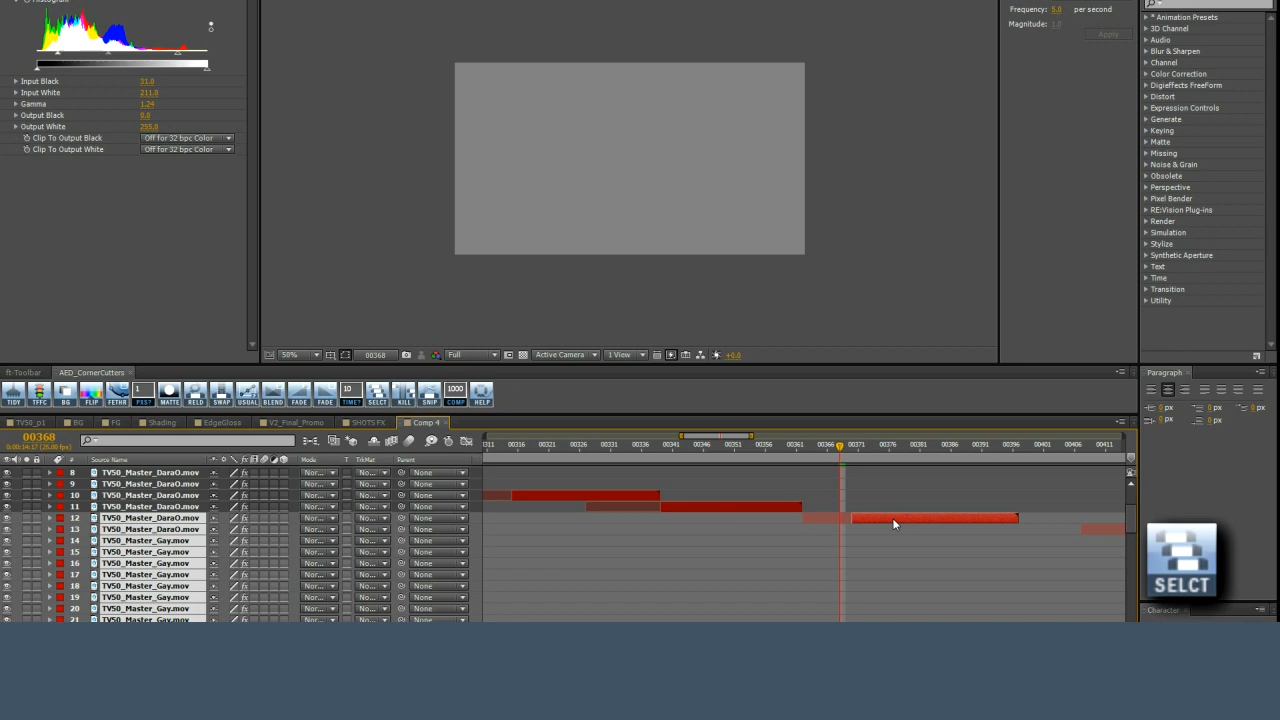 Histogram
Input Black 31.0
Input White 211.0
Gamma 1.24
Output Black 0.0
Output White 255.0
Clip To Output Black Off for 32 bpc Color
Clip To Output White Off for 32 bpc Color
Frequency: 5.0 per second
Magnitude: 1.0
Apply
* Animation Presets
3D Channel
Audio
Blur & Sharpen
Channel
Color Correction
Digieffects FreeForm
Distort
Expression Controls
Generate
Keying
Matte
Missing
Noise & Grain
Obsolete
Perspective
Pixel Bender
RE:Vision Plug-ins
Render
Simulation
Stylize
Synthetic Aperture
Text
Time
Transition
Utility
50% 00368 Full Active Camera 1 View +0.0
ft-Toolbar AED_CornerCutters
1 10 1000
TIDY TFFC BG FLIP FETHR PXS? MATTE RELD SWAP USUAL BLEND FADE FADE TIME? SELCT KILL SNIP COMP HELP
Paragraph
0 px 0 px 0 px
0 px 0 px
TV50_p1 BG FG Shading EdgeGloss V2_Final_Promo SHOTS FX Comp 4
00368
0:00:14:17 (25.00 fps)
00311 00316 00321 00326 00331 00336 00341 00346 00351 00356 00361 00366 00371 00376 00381 00386 00391 00396 00401 00406 00411
# Source Name fx Mode T TrkMat Parent
8 TV50_Master_DaraO.mov Nor... No... None
9 TV50_Master_DaraO.mov Nor... No... None
10 TV50_Master_DaraO.mov Nor... No... None
11 TV50_Master_DaraO.mov Nor... No... None
12 TV50_Master_DaraO.mov Nor... No... None
13 TV50_Master_DaraO.mov Nor... No... None
14 TV50_Master_Gay.mov Nor... No... None
15 TV50_Master_Gay.mov Nor... No... None
16 TV50_Master_Gay.mov Nor... No... None
17 TV50_Master_Gay.mov Nor... No... None
18 TV50_Master_Gay.mov Nor... No... None
19 TV50_Master_Gay.mov Nor... No... None
20 TV50_Master_Gay.mov Nor... No... None
21 TV50_Master_Gay.mov Nor... No... None
SELCT
Character